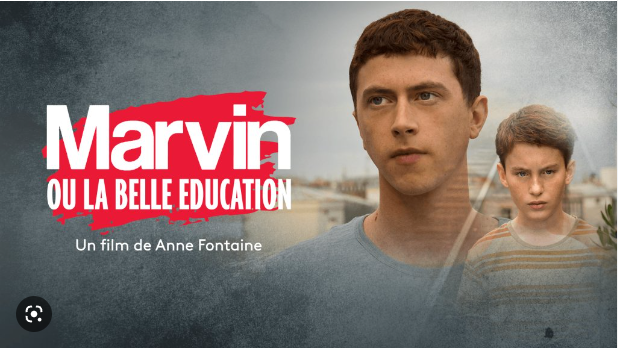 Marvin
OU LA BELLE EDUCATION
Un film de Anne Fontaine